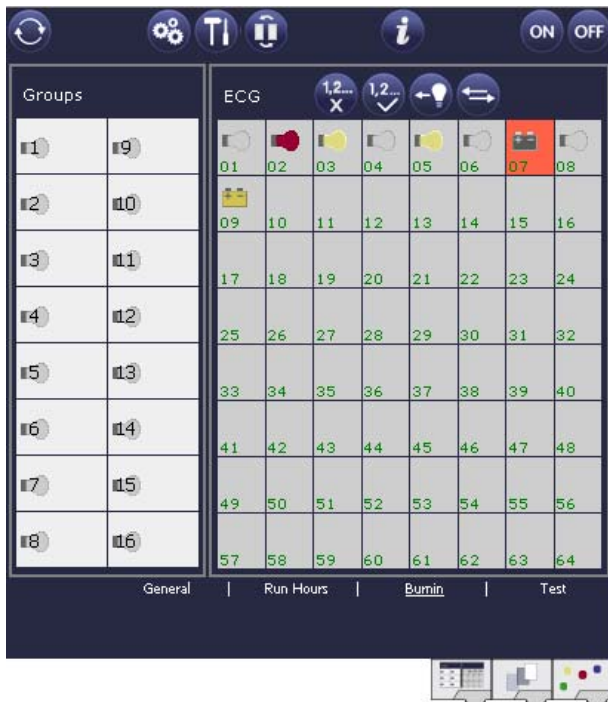 i ON OFF
Groups
ECG 1,2... X 1,2...
1 9
2 10
3 11
4 12
5 13
6 14
7 15
8 16
01 02 03 04 05 06 07 08
09 10 11 12 13 14 15 16
17 18 19 20 21 22 23 24
25 26 27 28 29 30 31 32
33 34 35 36 37 38 39 40
41 42 43 44 45 46 47 48
49 50 51 52 53 54 55 56
57 58 59 60 61 62 63 64
General | Run Hours | Burnin | Test